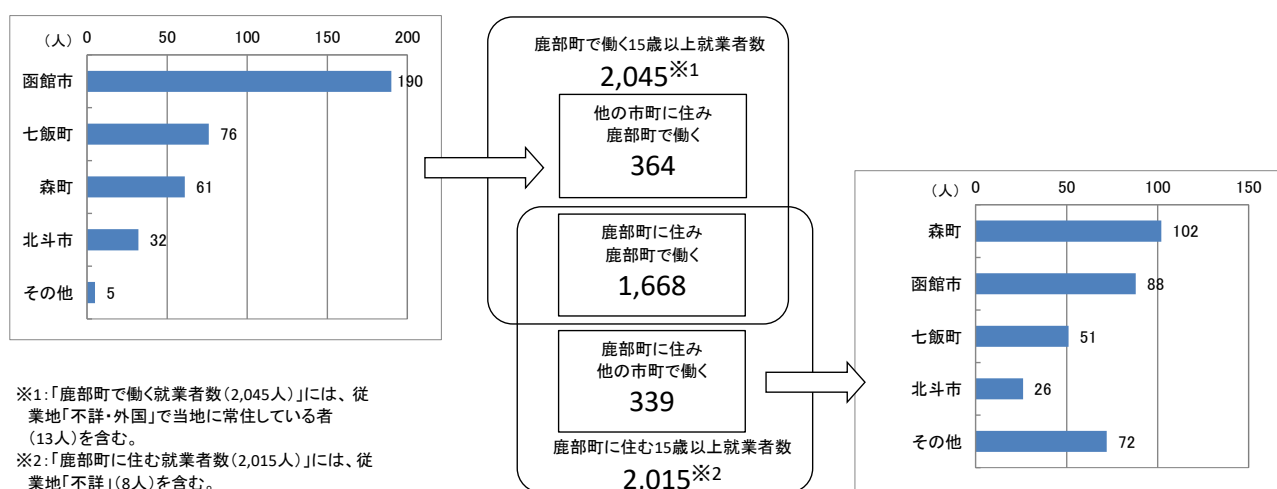 (人) 0 50 100 150 200
函館市 190
七飯町 76
森町 61
北斗市 32
その他 5
鹿部町で働く15歳以上就業者数
2,045※1
他の市町に住み
鹿部町で働く
364
鹿部町に住み
鹿部町で働く
1,668
鹿部町に住み
他の市町で働く
339
鹿部町に住む15歳以上就業者数
2,015※2
(人) 0 50 100 150
森町 102
函館市 88
七飯町 51
北斗市 26
その他 72
※1:「鹿部町で働く就業者数(2,045人)」には、従
業地「不詳・外国」で当地に常住している者
(13人)を含む。
※2:「鹿部町に住む就業者数(2,015人)」には、従
業地「不詳」(8人)を含む。